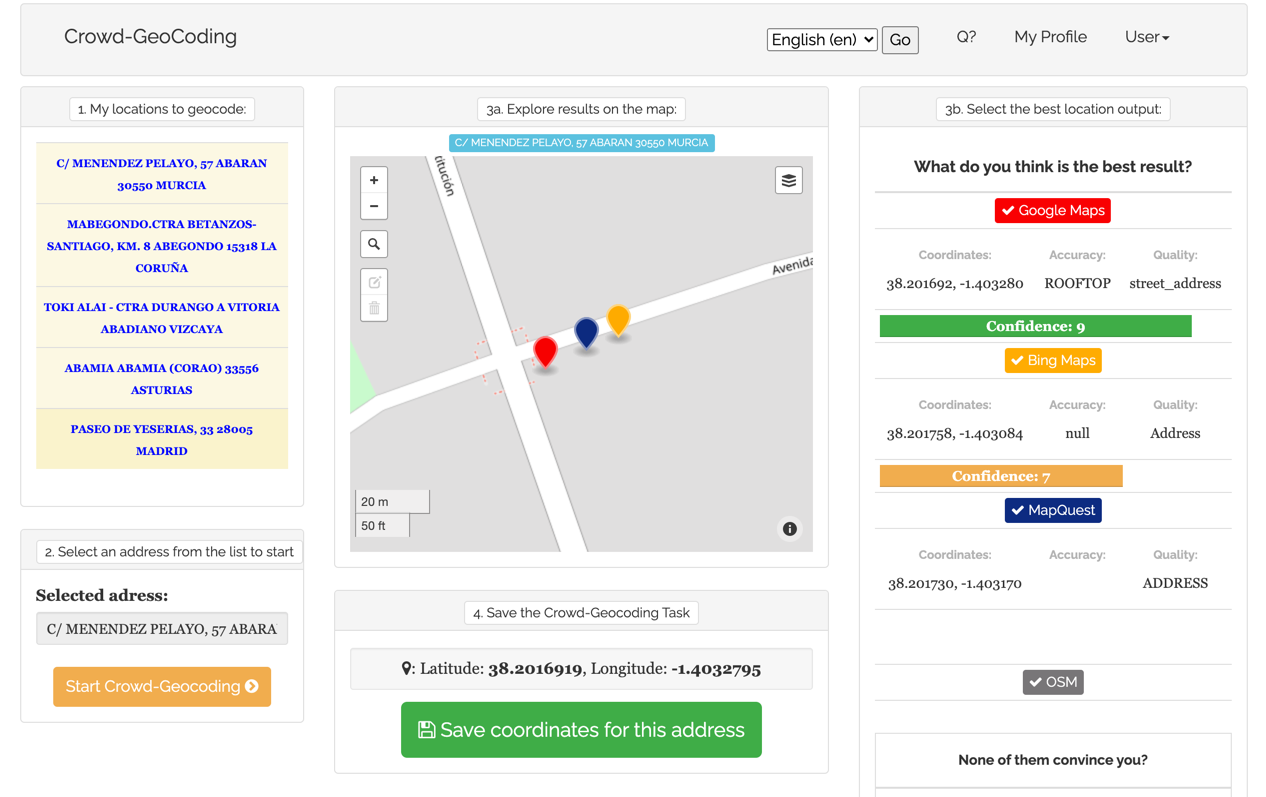 Crowd-GeoCoding
English (en)
Go
Q?
My Profile
User
1. My locations to geocode:
C/ MENENDEZ PELAYO, 57 ABARAN
30550 MURCIA
MABEGONDO.CTRA BETANZOS-
SANTIAGO, KM. 8 ABEGONDO 15318 LA
CORUÑA
TOKI ALAI - CTRA DURANGO A VITORIA
ABADIANO VIZCAYA
ABAMIA ABAMIA (CORAO) 33556
ASTURIAS
PASEO DE YESERIAS, 33 28005
MADRID
2. Select an address from the list to start
Selected adress:
C/ MENENDEZ PELAYO, 57 ABARA
Start Crowd-Geocoding
3a. Explore results on the map:
C/ MENENDEZ PELAYO, 57 ABARAN 30550 MURCIA
titución
+
−
Avenida
20 m
50 ft
4. Save the Crowd-Geocoding Task
: Latitude: 38.2016919, Longitude: -1.4032795
Save coordinates for this address
3b. Select the best location output:
What do you think is the best result?
Google Maps
Coordinates: Accuracy: Quality:
38.201692, -1.403280 ROOFTOP street_address
Confidence: 9
Bing Maps
Coordinates: Accuracy: Quality:
38.201758, -1.403084 null Address
Confidence: 7
MapQuest
Coordinates: Accuracy: Quality:
38.201730, -1.403170 ADDRESS
OSM
None of them convince you?